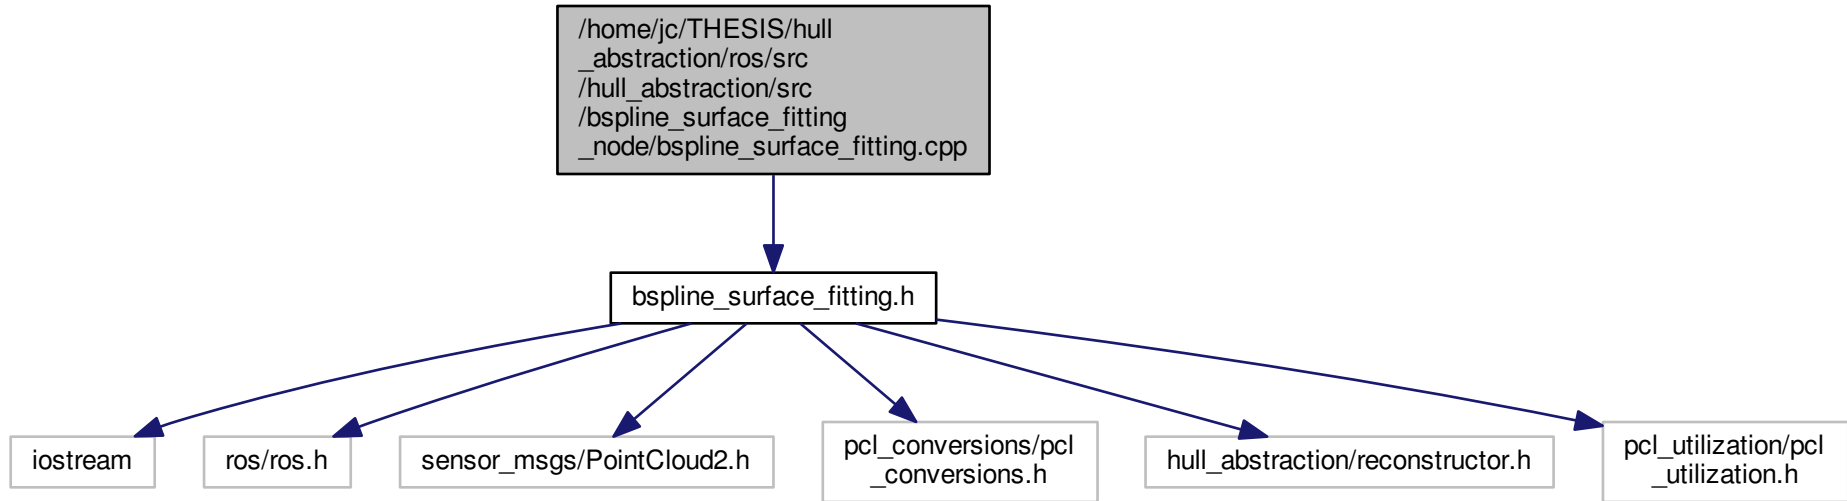 /home/jc/THESIS/hull
_abstraction/ros/src
/hull_abstraction/src
/bspline_surface_fitting
_node/bspline_surface_fitting.cpp
bspline_surface_fitting.h
iostream
ros/ros.h
sensor_msgs/PointCloud2.h
pcl_conversions/pcl
_conversions.h
hull_abstraction/reconstructor.h
pcl_utilization/pcl
_utilization.h